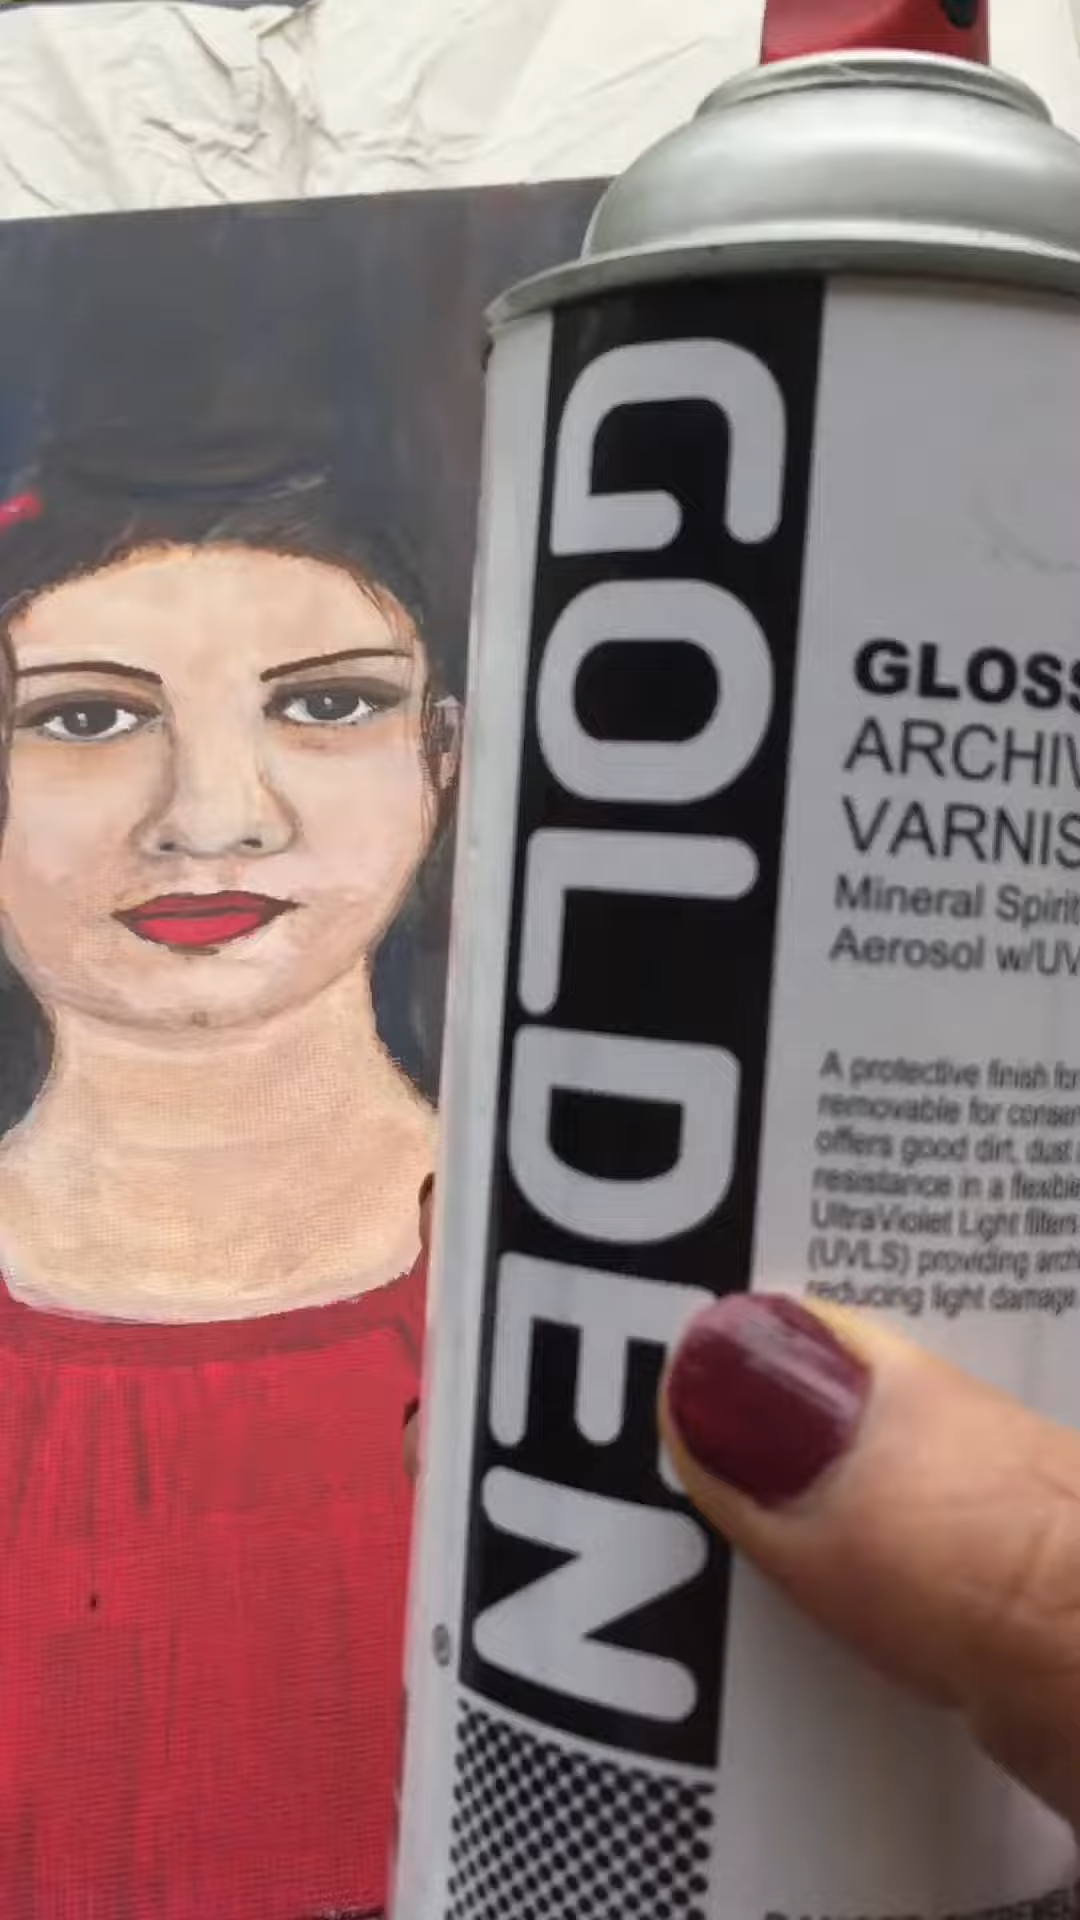 GOLDEN
®
GLOSS
ARCHIV
VARNIS
Mineral Spirit
Aerosol w/UV
A protective finish for
removable for conser
offers good dirt, dust
resistance in a flexible
UltraViolet Light filters
(UVLS) providing arch
reducing light damage.